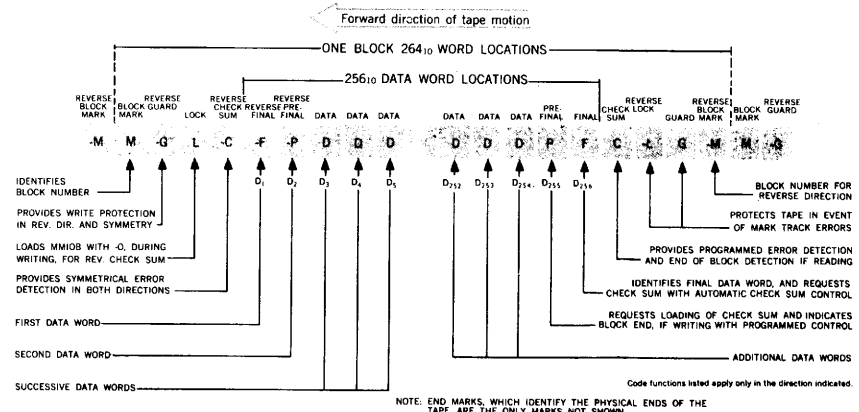 Forward direction of tape motion
ONE BLOCK 264₁₀ WORD LOCATIONS
256₁₀ DATA WORD LOCATIONS
REVERSE BLOCK MARK
BLOCK MARK
REVERSE GUARD
LOCK
REVERSE CHECK SUM
REVERSE FINAL
REVERSE PRE-FINAL
DATA
DATA
DATA
DATA
DATA
DATA
PRE-FINAL
FINAL
CHECK SUM
REVERSE LOCK
GUARD
REVERSE BLOCK MARK
BLOCK MARK
REVERSE GUARD
-M M -G L -C -F -P D D D D D D P F C -L G -M M -G
D₁ D₂ D₃ D₄ D₅ D₂₅₂ D₂₅₃ D₂₅₄ D₂₅₅ D₂₅₆
IDENTIFIES
BLOCK NUMBER
PROVIDES WRITE PROTECTION
IN REV. DIR. AND SYMMETRY
LOADS MMIOB WITH -0, DURING
WRITING, FOR REV. CHECK SUM
PROVIDES SYMMETRICAL ERROR
DETECTION IN BOTH DIRECTIONS
FIRST DATA WORD
SECOND DATA WORD
SUCCESSIVE DATA WORDS
BLOCK NUMBER FOR
REVERSE DIRECTION
PROTECTS TAPE IN EVENT
OF MARK TRACK ERRORS
PROVIDES PROGRAMMED ERROR DETECTION
AND END OF BLOCK DETECTION IF READING
IDENTIFIES FINAL DATA WORD, AND REQUESTS
CHECK SUM WITH AUTOMATIC CHECK SUM CONTROL
REQUESTS LOADING OF CHECK SUM AND INDICATES
BLOCK END, IF WRITING WITH PROGRAMMED CONTROL
ADDITIONAL DATA WORDS
Code functions listed apply only in the direction indicated.
NOTE: END MARKS, WHICH IDENTIFY THE PHYSICAL ENDS OF THE
TAPE ARE THE ONLY MARKS NOT SHOWN